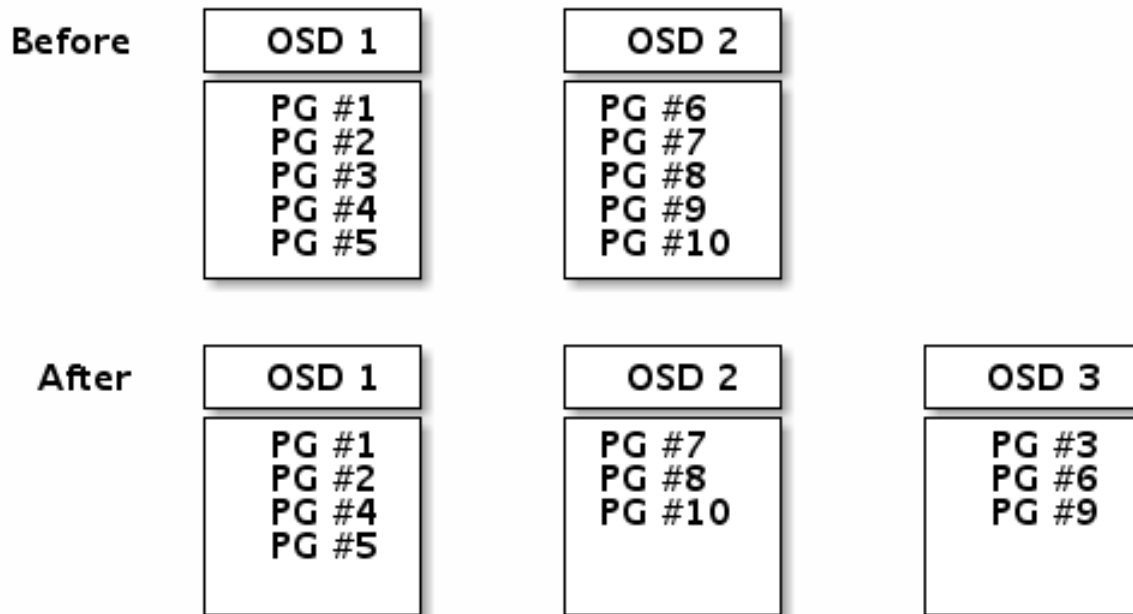 Before
OSD 1
OSD 2
PG #1
PG #2
PG #3
PG #4
PG #5
PG #6
PG #7
PG #8
PG #9
PG #10
After
OSD 1
OSD 2
OSD 3
PG #1
PG #2
PG #4
PG #5
PG #7
PG #8
PG #10
PG #3
PG #6
PG #9